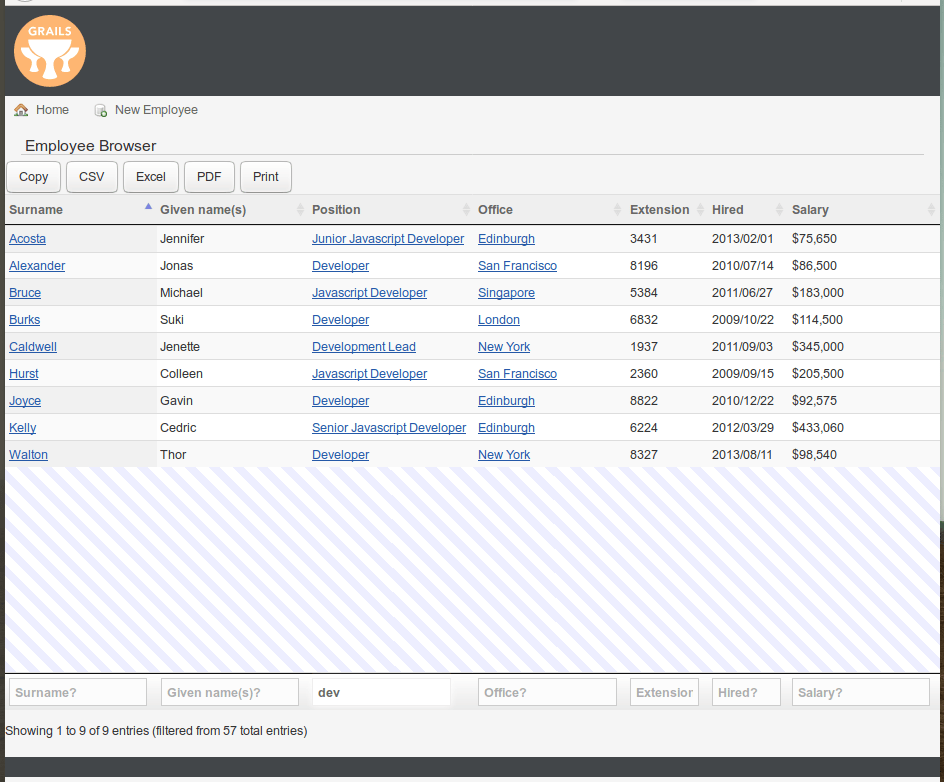 GRAILS
Home New Employee
Employee Browser
Copy CSV Excel PDF Print
Surname Given name(s) Position Office Extension Hired Salary
Acosta Jennifer Junior Javascript Developer Edinburgh 3431 2013/02/01 $75,650
Alexander Jonas Developer San Francisco 8196 2010/07/14 $86,500
Bruce Michael Javascript Developer Singapore 5384 2011/06/27 $183,000
Burks Suki Developer London 6832 2009/10/22 $114,500
Caldwell Jenette Development Lead New York 1937 2011/09/03 $345,000
Hurst Colleen Javascript Developer San Francisco 2360 2009/09/15 $205,500
Joyce Gavin Developer Edinburgh 8822 2010/12/22 $92,575
Kelly Cedric Senior Javascript Developer Edinburgh 6224 2012/03/29 $433,060
Walton Thor Developer New York 8327 2013/08/11 $98,540
Surname? Given name(s)? dev Office? Extension Hired? Salary?
Showing 1 to 9 of 9 entries (filtered from 57 total entries)